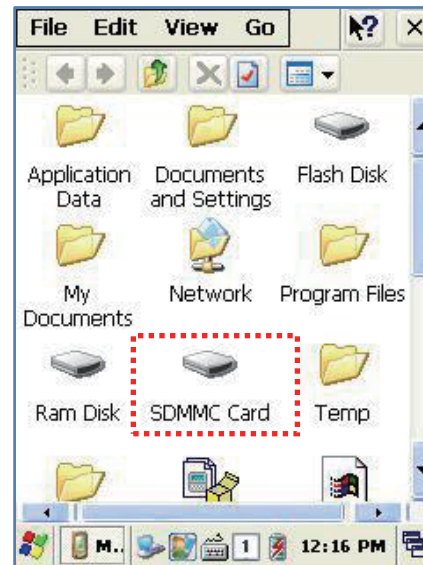 File Edit View Go
Application Data
Documents and Settings
Flash Disk
My Documents
Network
Program Files
Ram Disk
SDMMC Card
Temp
M..
1
12:16 PM